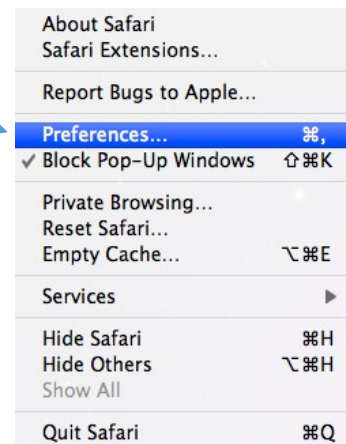 About Safari
Safari Extensions...
Report Bugs to Apple...
Preferences... ⌘,
✓ Block Pop-Up Windows ⇧⌘K
Private Browsing...
Reset Safari...
Empty Cache... ⌥⌘E
Services ▶
Hide Safari ⌘H
Hide Others ⌥⌘H
Show All
Quit Safari ⌘Q